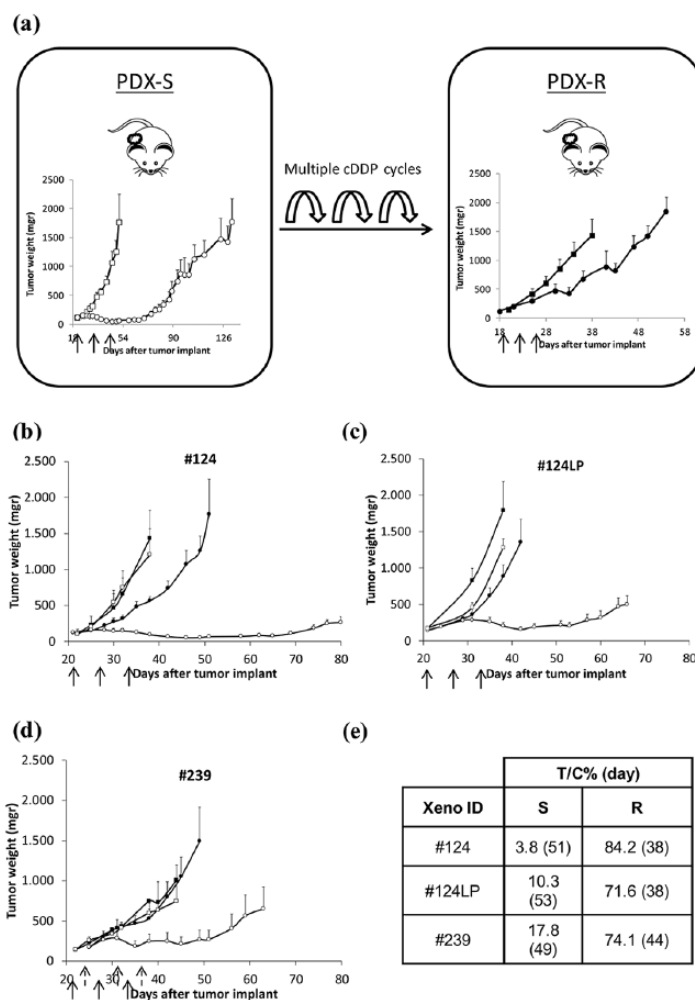 (a)
PDX-S
Tumor weight (mgr)
2500
2000
1500
1000
500
0
18 54 90 126
Days after tumor implant
Multiple cDDP cycles
PDX-R
Tumor weight (mgr)
2500
2000
1500
1000
500
0
18 28 38 48 58
Days after tumor implant
(b)
#124
Tumor weight (mgr)
2.500
2.000
1.500
1.000
500
0
20 30 40 50 60 70 80
Days after tumor implant
(c)
#124LP
Tumor weight (mgr)
2.500
2.000
1.500
1.000
500
0
20 30 40 50 60 70 80
Days after tumor implant
(d)
#239
Tumor weight (mgr)
2.500
2.000
1.500
1.000
500
0
20 30 40 50 60 70 80
Days after tumor implant
(e)
T/C% (day)
Xeno ID S R
#124 3.8 (51) 84.2 (38)
#124LP 10.3 (53) 71.6 (38)
#239 17.8 (49) 74.1 (44)